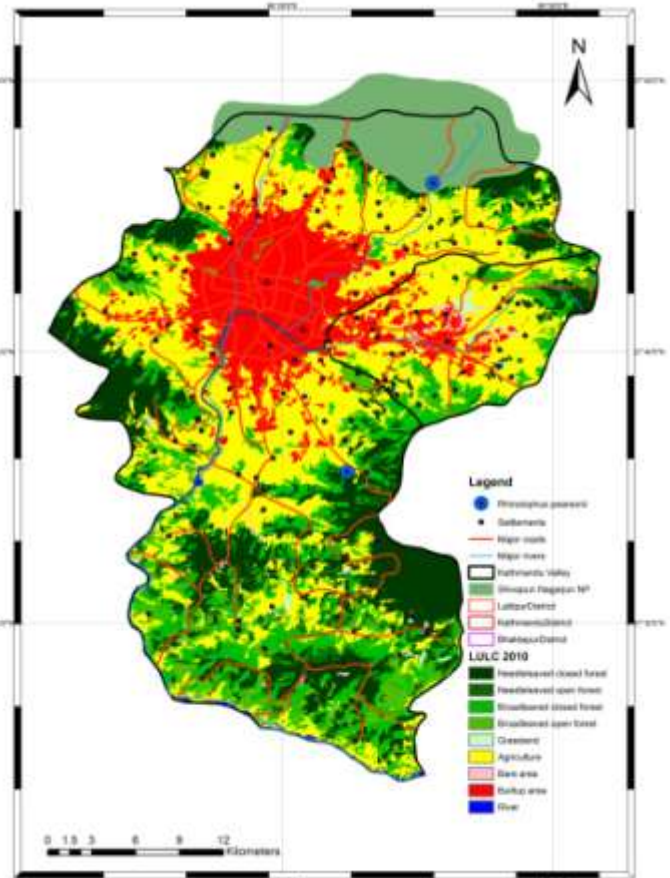 N
Legend
Settlements
Major roads
Major rivers
Kathmandu Valley
Shivapuri Nagarjun NP
LalitpurDistrict
KathmanduDistrict
BhaktapurDistrict
LULC 2010
Needleleaved closed forest
Needleleaved open forest
Broadleaved closed forest
Broadleaved open forest
Grassland
Agriculture
Bare area
Builtup area
River
0 1.5 3 6 9 12
Kilometers